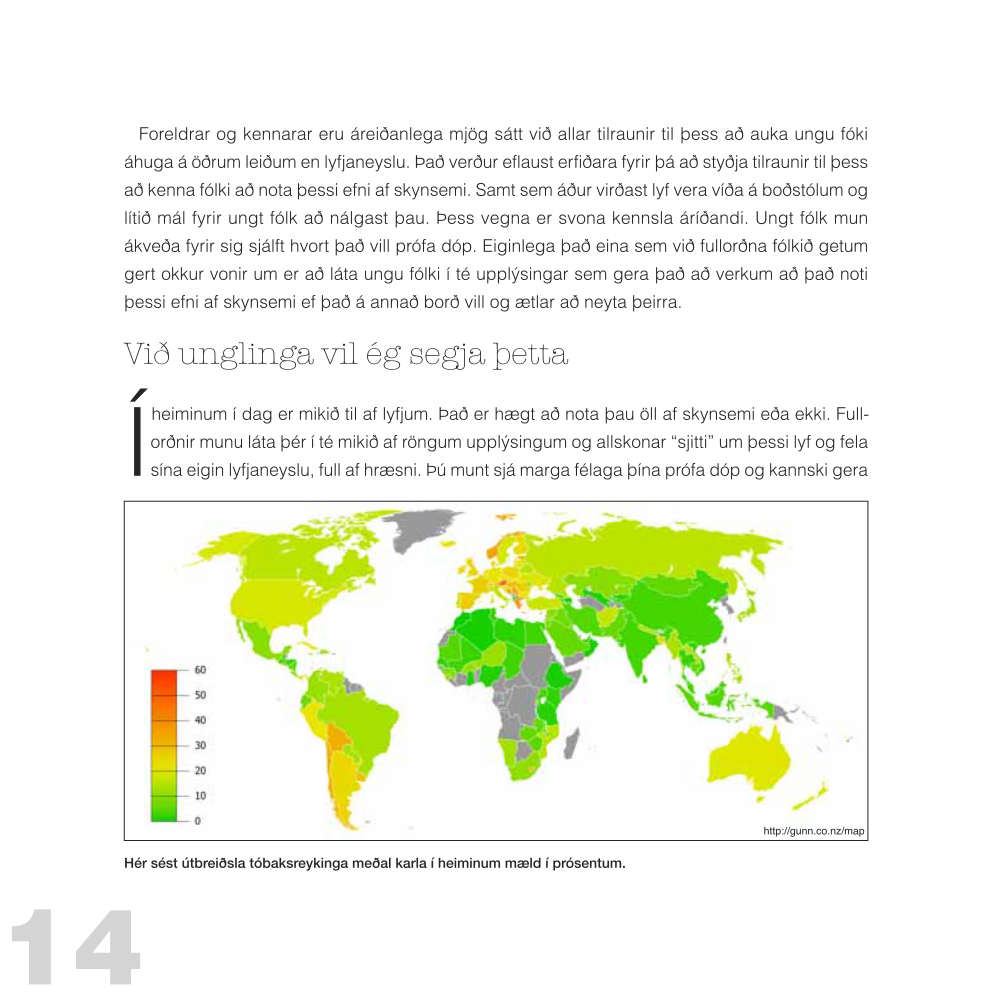 Foreldrar og kennarar eru áreiðanlega mjög sátt við allar tilraunir til þess að auka ungu fóki
áhuga á öðrum leiðum en lyfjaneyslu. Það verður eflaust erfiðara fyrir þá að styðja tilraunir til þess
að kenna fólki að nota þessi efni af skynsemi. Samt sem áður virðast lyf vera víða á boðstólum og
lítið mál fyrir ungt fólk að nálgast þau. Þess vegna er svona kennsla áríðandi. Ungt fólk mun
ákveða fyrir sig sjálft hvort það vill prófa dóp. Eiginlega það eina sem við fullorðna fólkið getum
gert okkur vonir um er að láta ungu fólki í té upplýsingar sem gera það að verkum að það noti
þessi efni af skynsemi ef það á annað borð vill og ætlar að neyta þeirra.
Við unglinga vil ég segja þetta
Í heiminum í dag er mikið til af lyfjum. Það er hægt að nota þau öll af skynsemi eða ekki. Full-
orðnir munu láta þér í té mikið af röngum upplýsingum og allskonar “sjitti” um þessi lyf og fela
sína eigin lyfjaneyslu, full af hræsni. Þú munt sjá marga félaga þína prófa dóp og kannski gera
60
50
40
30
20
10
0
http://gunn.co.nz/map
Hér sést útbreiðsla tóbaksreykinga meðal karla í heiminum mæld í prósentum.
14